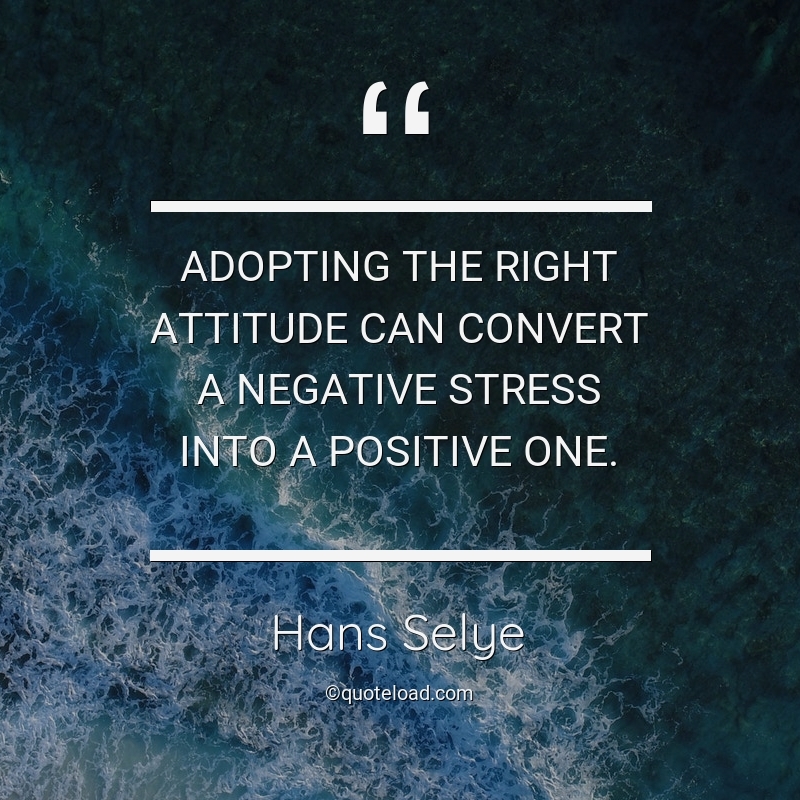 “
ADOPTING THE RIGHT
ATTITUDE CAN CONVERT
A NEGATIVE STRESS
INTO A POSITIVE ONE.
Hans Selye
©quoteload.com